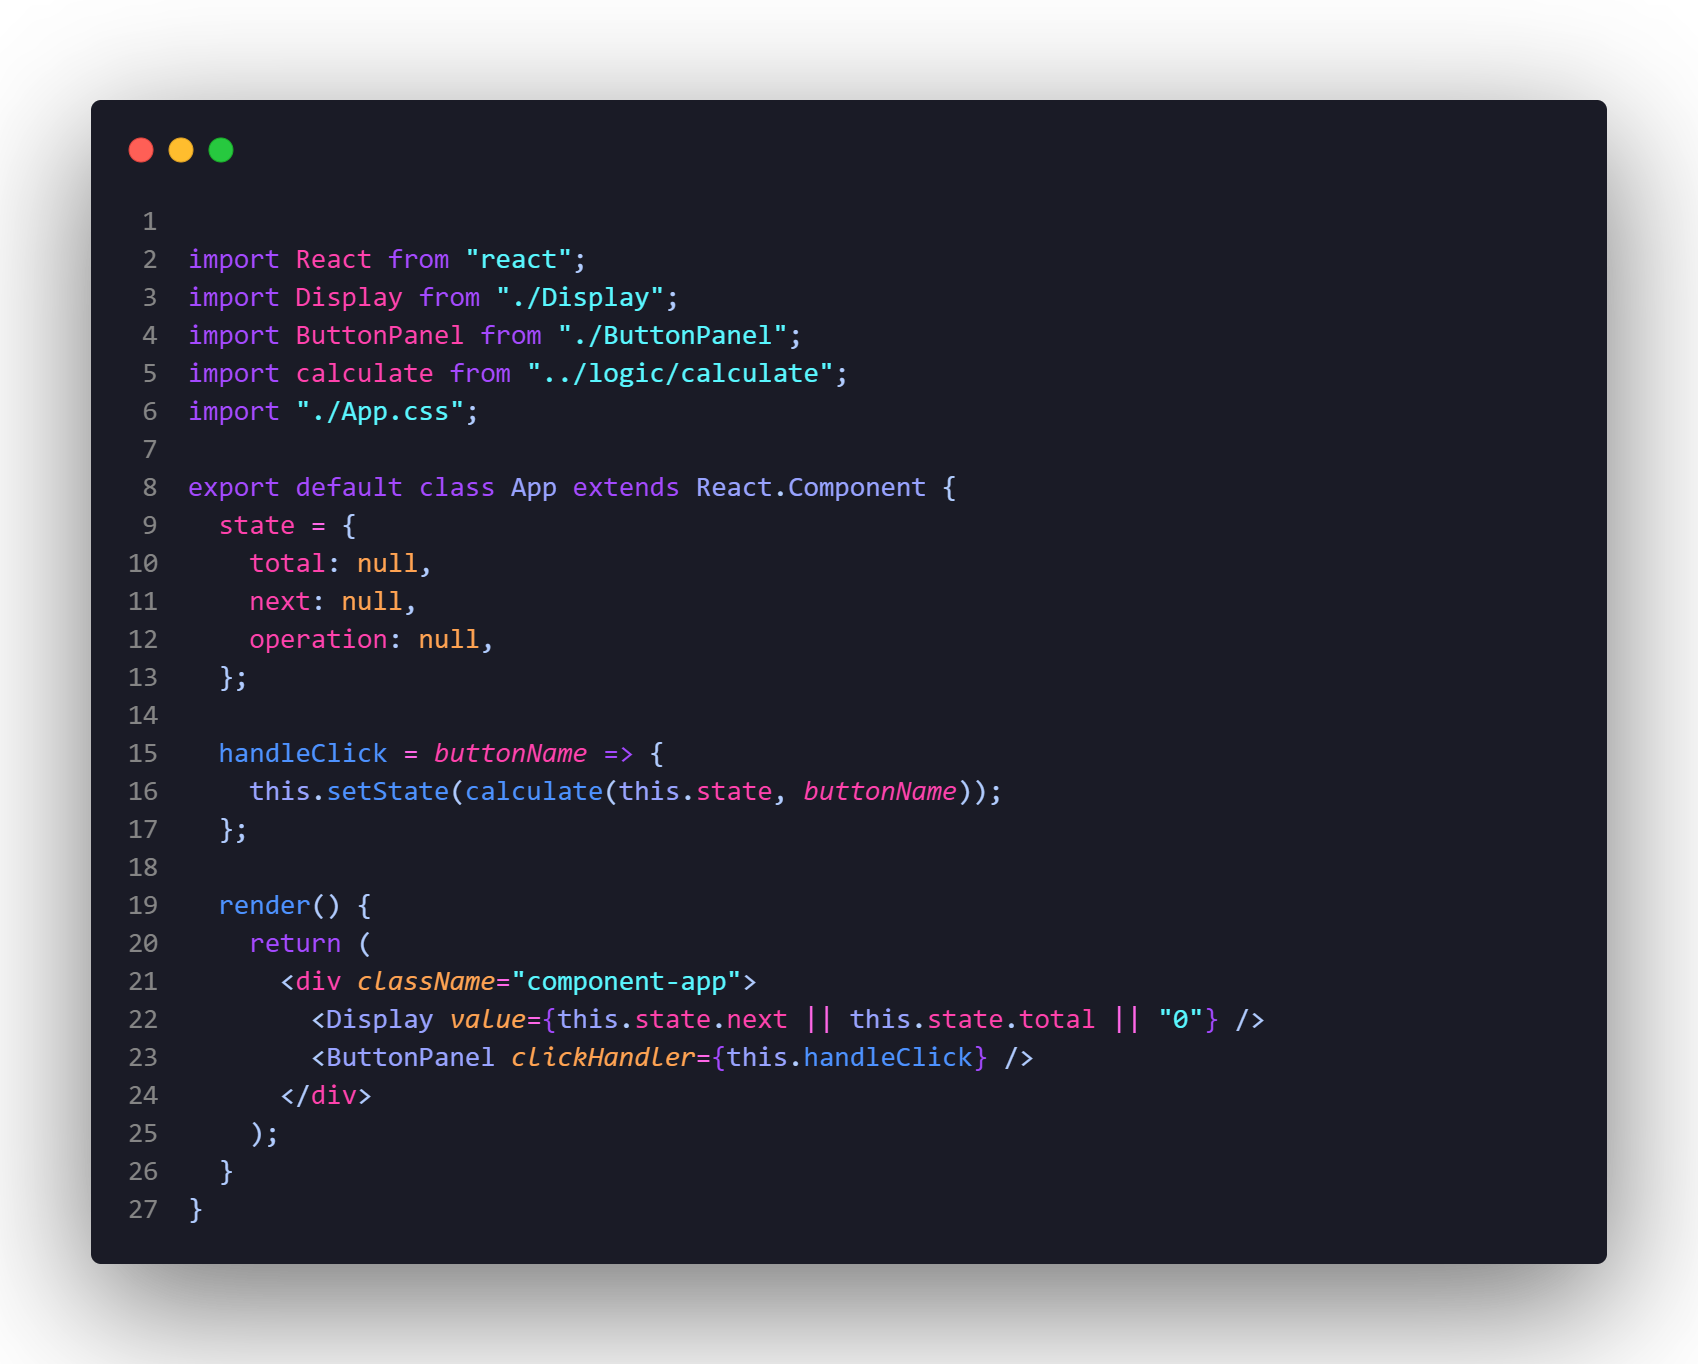 1
2 import React from "react";
3 import Display from "./Display";
4 import ButtonPanel from "./ButtonPanel";
5 import calculate from "../logic/calculate";
6 import "./App.css";
7
8 export default class App extends React.Component {
9   state = {
10     total: null,
11     next: null,
12     operation: null,
13   };
14
15   handleClick = buttonName => {
16     this.setState(calculate(this.state, buttonName));
17   };
18
19   render() {
20     return (
21       <div className="component-app">
22         <Display value={this.state.next || this.state.total || "0"} />
23         <ButtonPanel clickHandler={this.handleClick} />
24       </div>
25     );
26   }
27 }